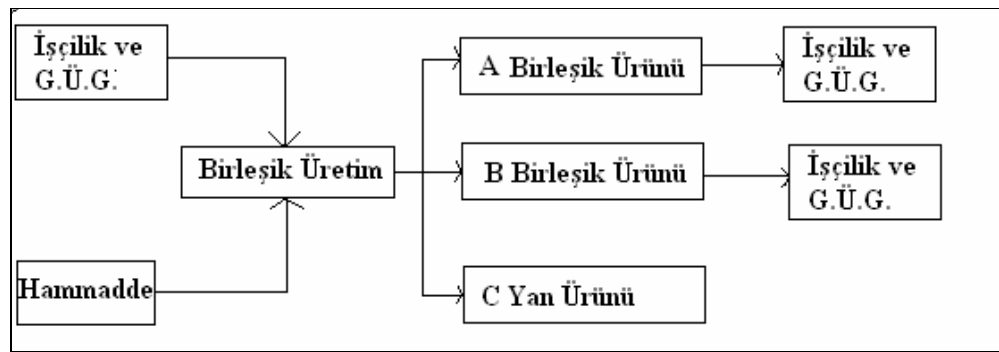 İşçilik ve
G.Ü.G.
A Birleşik Ürünü
İşçilik ve
G.Ü.G.
Birleşik Üretim
B Birleşik Ürünü
İşçilik ve
G.Ü.G.
Hammadde
C Yan Ürünü